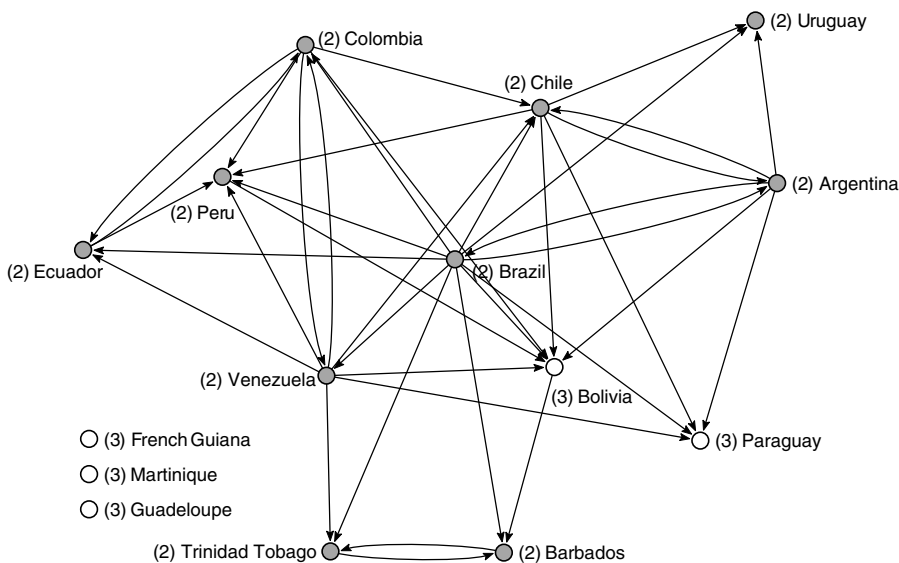 (2) Uruguay
(2) Colombia
(2) Chile
(2) Argentina
(2) Peru
(2) Ecuador
(2) Brazil
(2) Venezuela
(3) Bolivia
(3) French Guiana
(3) Paraguay
(3) Martinique
(3) Guadeloupe
(2) Trinidad Tobago
(2) Barbados